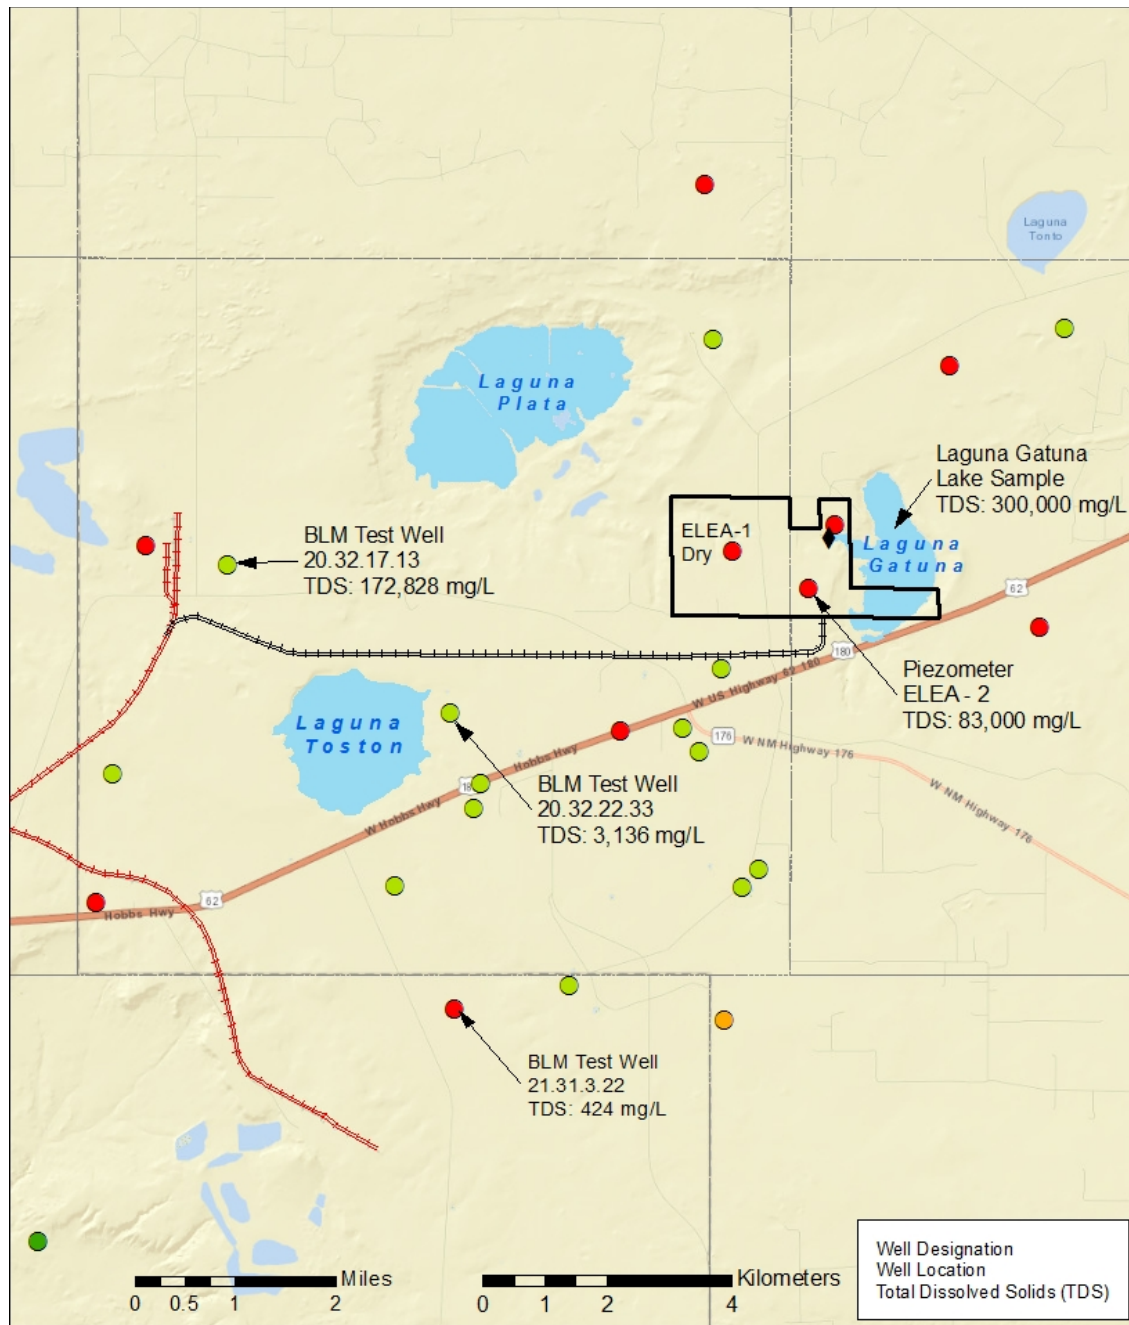 Laguna
Tonto
Laguna
Plata
Laguna Gatuna
Lake Sample
TDS: 300,000 mg/L
ELEA-1
Dry
BLM Test Well
20.32.17.13
TDS: 172,828 mg/L
Laguna
Gatuna
62
180
W US Highway 62 180
Piezometer
ELEA - 2
TDS: 83,000 mg/L
Laguna
Toston
176
W NM Highway 176
Hobbs Hwy
W NM Highway 176
BLM Test Well
20.32.22.33
TDS: 3,136 mg/L
W Hobbs Hwy
62
Hobbs Hwy
BLM Test Well
21.31.3.22
TDS: 424 mg/L
Miles
0 0.5 1 2
Kilometers
0 1 2 4
Well Designation
Well Location
Total Dissolved Solids (TDS)